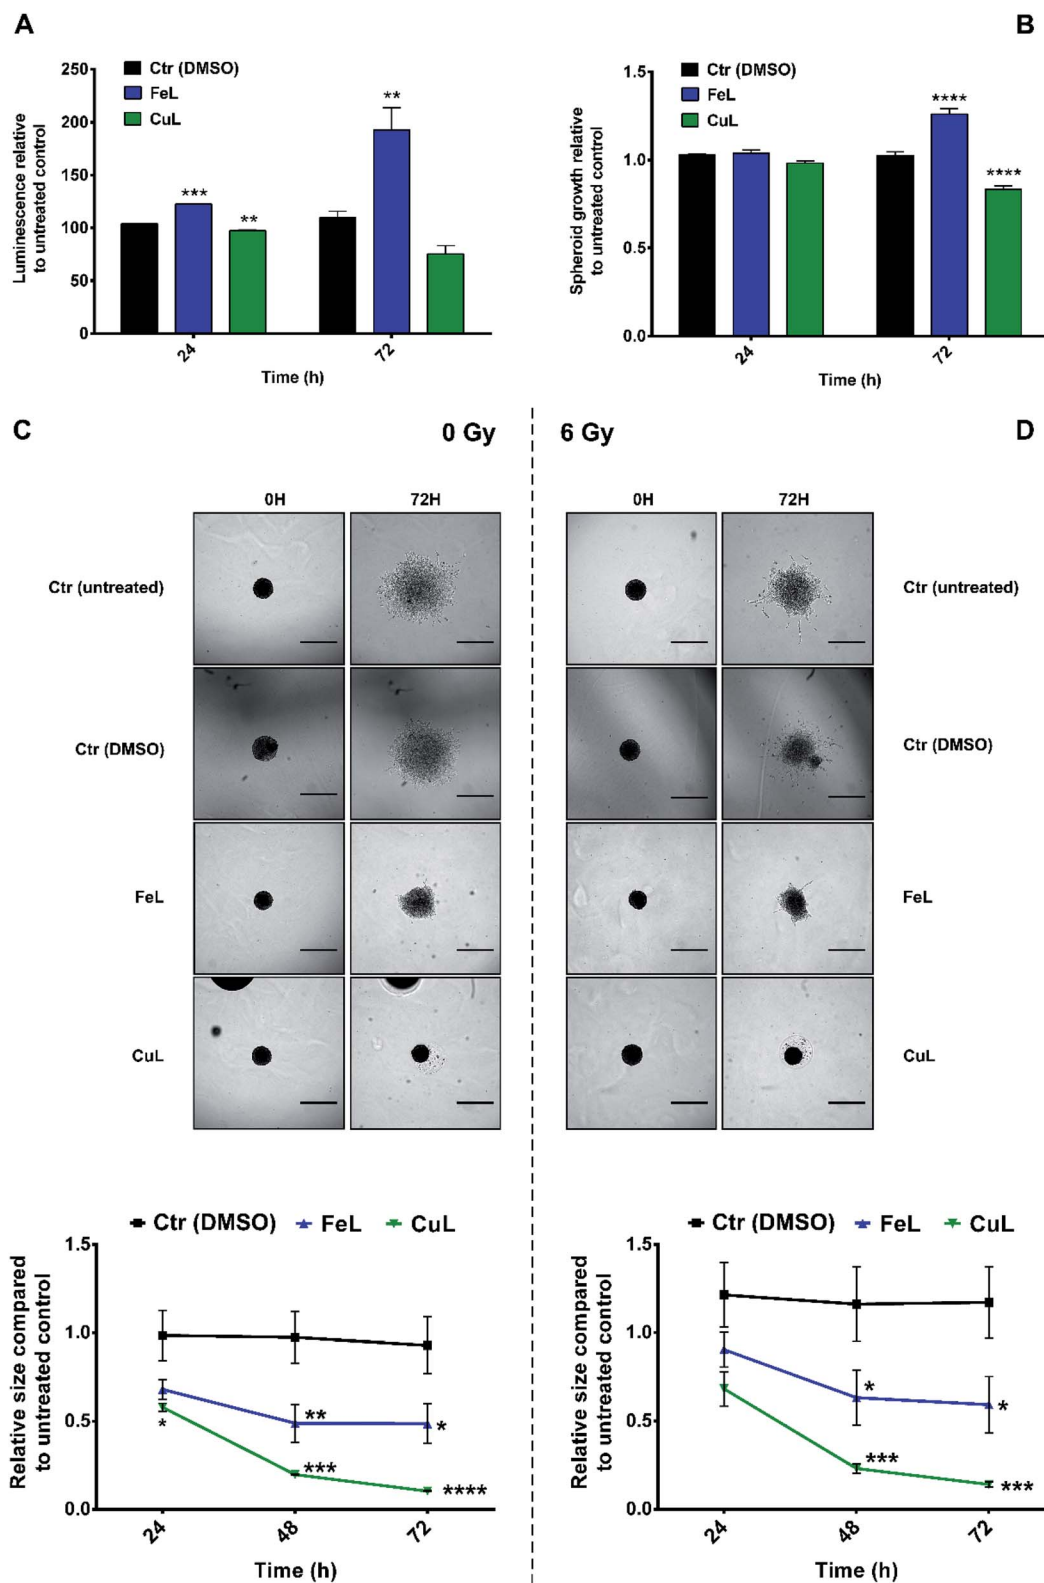 A
B
Ctr (DMSO)
FeL
CuL
Luminescence relative
to untreated control
250
200
150
100
50
0
***
**
**
24
72
Time (h)
Ctr (DMSO)
FeL
CuL
Spheroid growth relative
to untreated control
1.5
1.0
0.5
0.0
****
****
24
72
Time (h)
C
0 Gy
6 Gy
D
0H
72H
0H
72H
Ctr (untreated)
Ctr (untreated)
Ctr (DMSO)
Ctr (DMSO)
FeL
FeL
CuL
CuL
Ctr (DMSO) FeL CuL
Relative size compared
to untreated control
1.5
1.0
0.5
0.0
*
**
***
*
****
24
48
72
Time (h)
Ctr (DMSO) FeL CuL
Relative size compared
to untreated control
1.5
1.0
0.5
0.0
*
***
*
***
24
48
72
Time (h)